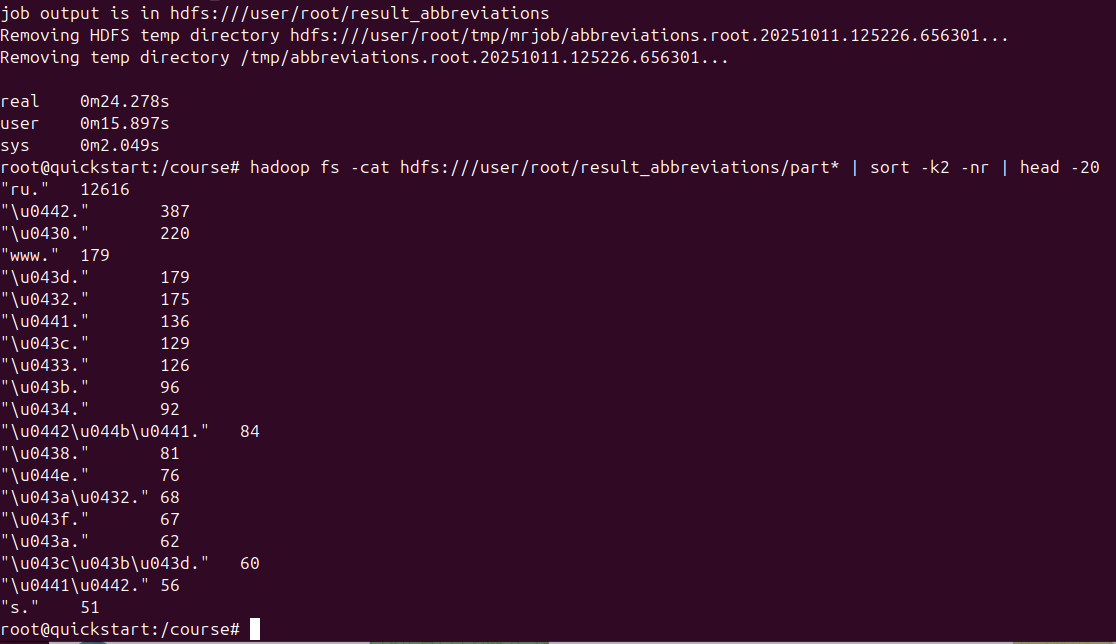 job output is in hdfs:///user/root/result_abbreviations
Removing HDFS temp directory hdfs:///user/root/tmp/mrjob/abbreviations.root.20251011.125226.656301...
Removing temp directory /tmp/abbreviations.root.20251011.125226.656301...
real    0m24.278s
user    0m15.897s
sys     0m2.049s
root@quickstart:/course# hadoop fs -cat hdfs:///user/root/result_abbreviations/part* | sort -k2 -nr | head -20
"ru."   12616
"\u0442."       387
"\u0430."       220
"www."  179
"\u043d."       179
"\u0432."       175
"\u0441."       136
"\u043c."       129
"\u0433."       126
"\u043b."       96
"\u0434."       92
"\u0442\u044b\u0441."   84
"\u0438."       81
"\u044e."       76
"\u043a\u0432." 68
"\u043f."       67
"\u043a."       62
"\u043c\u043b\u043d."   60
"\u0441\u0442." 56
"s."    51
root@quickstart:/course#